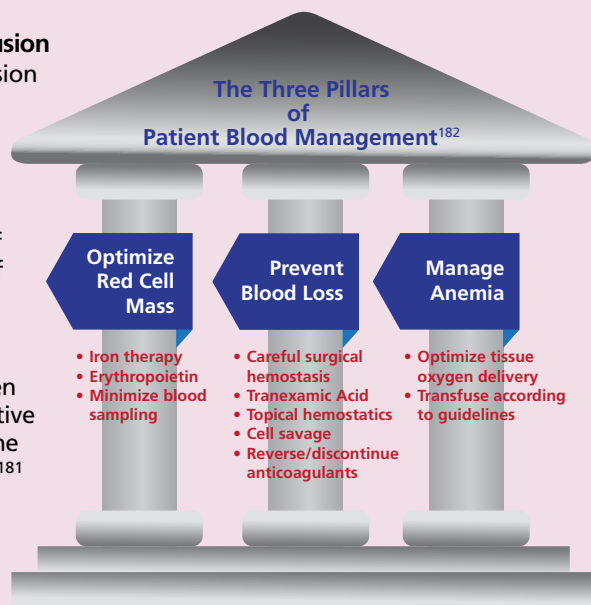 usion
sion
f
f
en
tive
ne
181
The Three Pillars
of
Patient Blood Management182
Optimize
Red Cell
Mass
• Iron therapy
• Erythropoietin
• Minimize blood
sampling
Prevent
Blood Loss
• Careful surgical
hemostasis
• Tranexamic Acid
• Topical hemostatics
• Cell savage
• Reverse/discontinue
anticoagulants
Manage
Anemia
• Optimize tissue
oxygen delivery
• Transfuse according
to guidelines